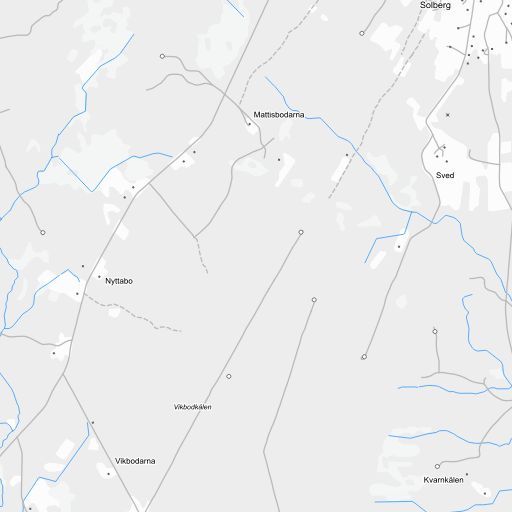 Solberg
Mattisbodarna
Sved
Nyttabo
Vikbodkälen
Vikbodarna
Kvarnkälen